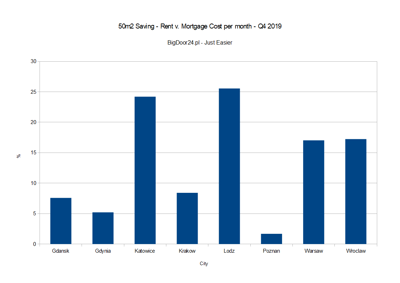 50m2 Saving - Rent v. Mortgage Cost per month - Q4 2019
BigDoor24.pl - Just Easier
30
25
20
15
10
5
0
%
Gdansk Gdynia Katowice Krakow Lodz Poznan Warsaw Wroclaw
City